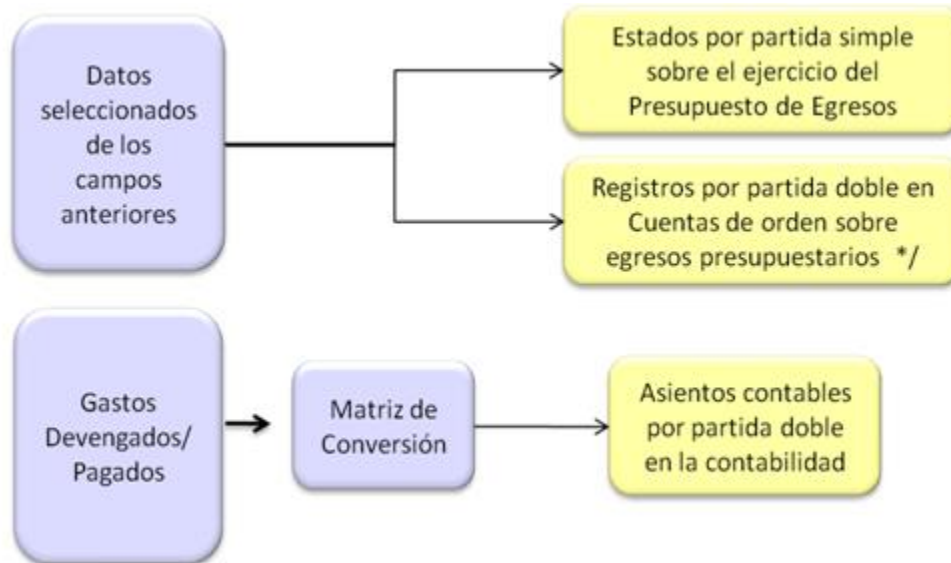 Datos
seleccionados
de los
campos
anteriores
Estados por partida simple
sobre el ejercicio del
Presupuesto de Egresos
Registros por partida doble en
Cuentas de orden sobre
egresos presupuestarios */
Gastos
Devengados/
Pagados
Matriz de
Conversión
Asientos contables
por partida doble
en la contabilidad